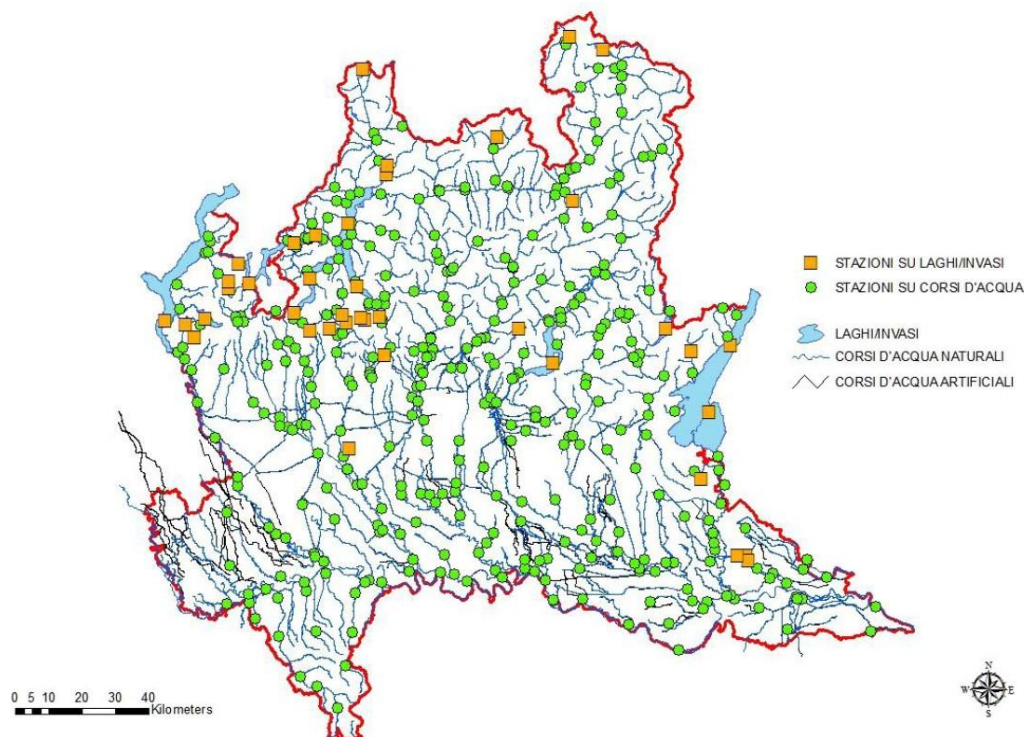 STAZIONI SU LAGHI/INVASI
STAZIONI SU CORSI D'ACQUA
LAGHI/INVASI
CORSI D'ACQUA NATURALI
CORSI D'ACQUA ARTIFICIALI
0 5 10 20 30 40
Kilometers
N
W E
S